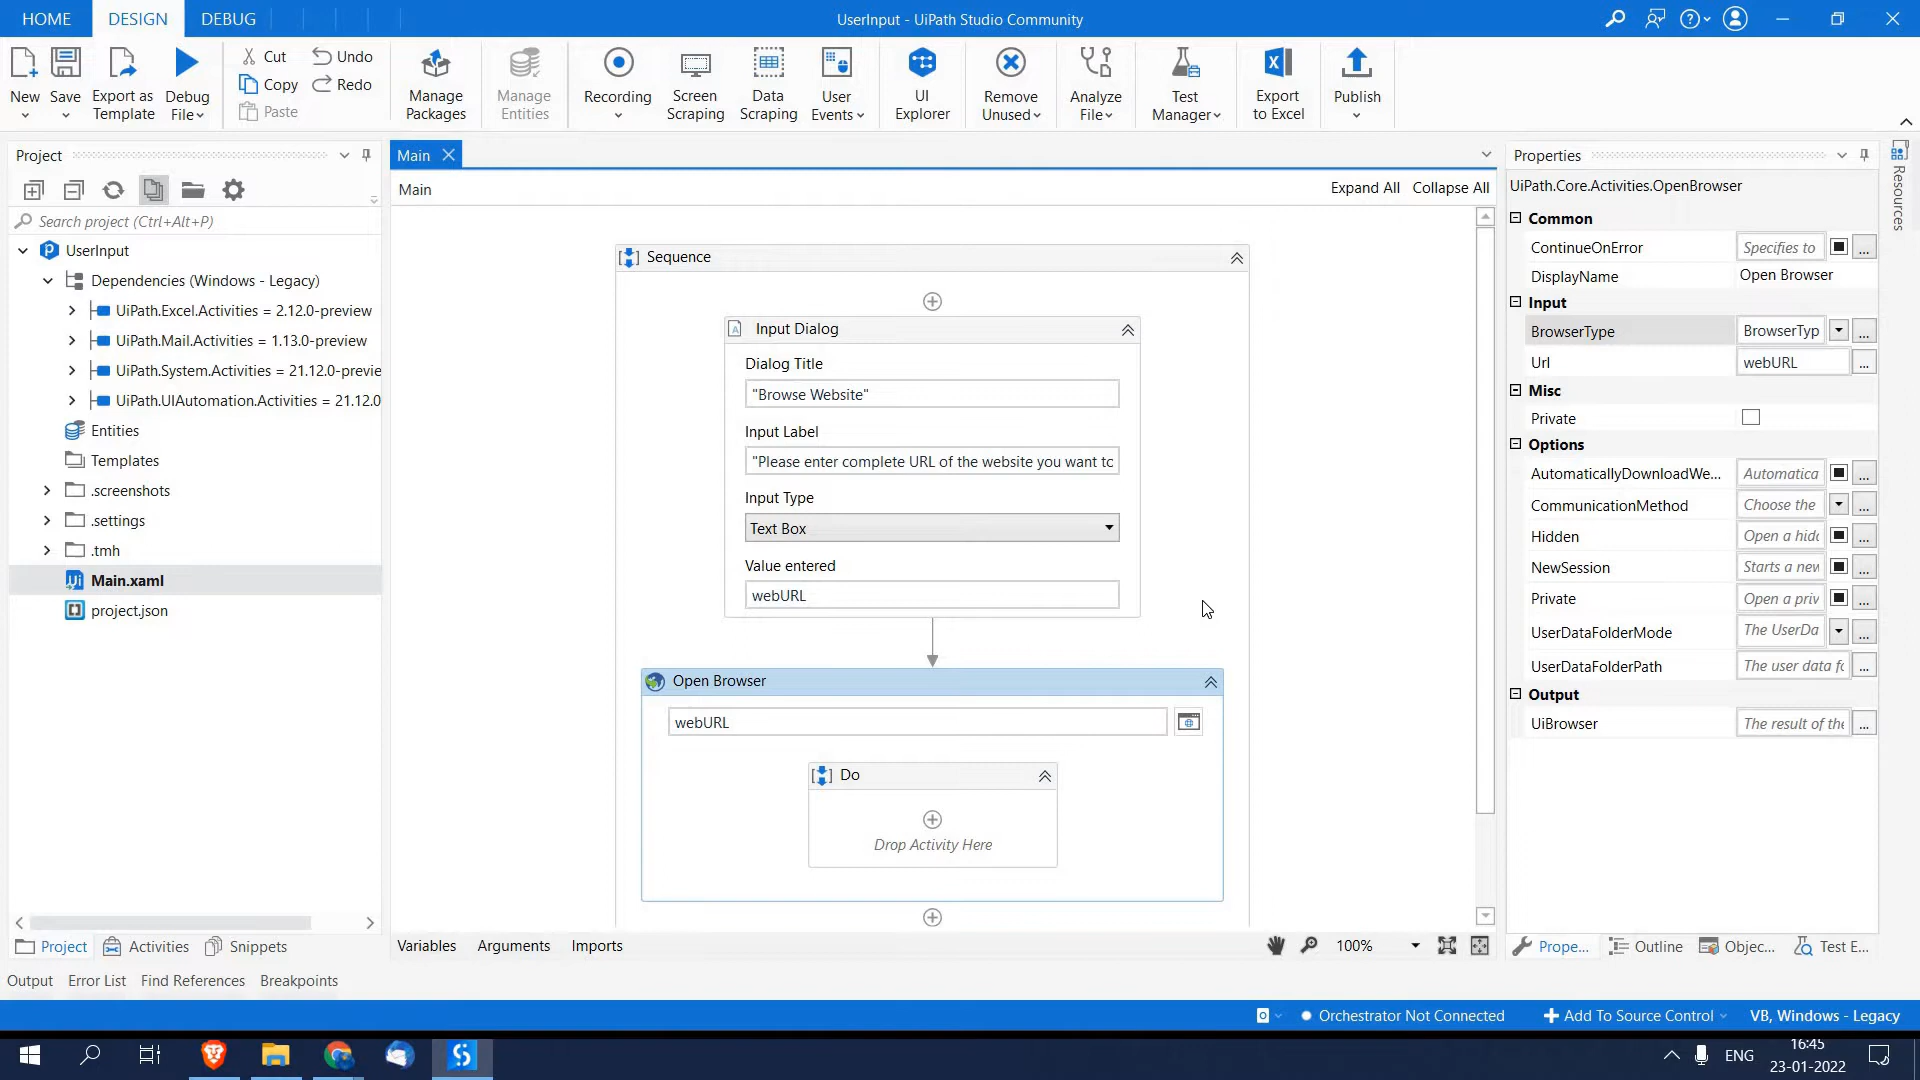 HOME DESIGN DEBUG
UserInput - UiPath Studio Community
New
Save
Export as
Template
Debug
File
Cut
Copy
Paste
Undo
Redo
Manage
Packages
Manage
Entities
Recording
Screen
Scraping
Data
Scraping
User
Events
UI
Explorer
Remove
Unused
Analyze
File
Test
Manager
Export
to Excel
Publish
Project
Search project (Ctrl+Alt+P)
UserInput
Dependencies (Windows - Legacy)
UiPath.Excel.Activities = 2.12.0-preview
UiPath.Mail.Activities = 1.13.0-preview
UiPath.System.Activities = 21.12.0-previe
UiPath.UIAutomation.Activities = 21.12.0
Entities
Templates
.screenshots
.settings
.tmh
Main.xaml
project.json
Project Activities Snippets
Main
Main
Expand All Collapse All
Sequence
Input Dialog
Dialog Title
"Browse Website"
Input Label
"Please enter complete URL of the website you want to
Input Type
Text Box
Value entered
webURL
Open Browser
webURL
Do
Drop Activity Here
Variables Arguments Imports
100%
Properties
UiPath.Core.Activities.OpenBrowser
Common
ContinueOnError Specifies to ...
DisplayName Open Browser
Input
BrowserType BrowserTyp ...
Url webURL ...
Misc
Private
Options
AutomaticallyDownloadWe... Automatica ...
CommunicationMethod Choose the ...
Hidden Open a hidd ...
NewSession Starts a new ...
Private Open a priv ...
UserDataFolderMode The UserDa ...
UserDataFolderPath The user data fo ...
Output
UiBrowser The result of the ...
Prope... Outline Objec... Test E...
Resources
Output Error List Find References Breakpoints
Orchestrator Not Connected
Add To Source Control
VB, Windows - Legacy
ENG
16:45
23-01-2022